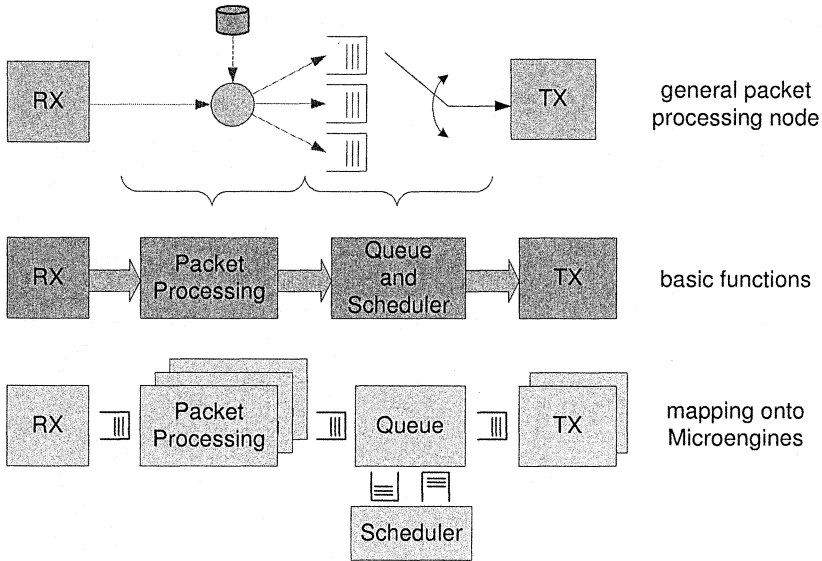 RX
TX
general packet
processing node
RX
Packet
Processing
Queue
and
Scheduler
TX
basic functions
RX
Packet
Processing
Queue
TX
mapping onto
Microengines
Scheduler